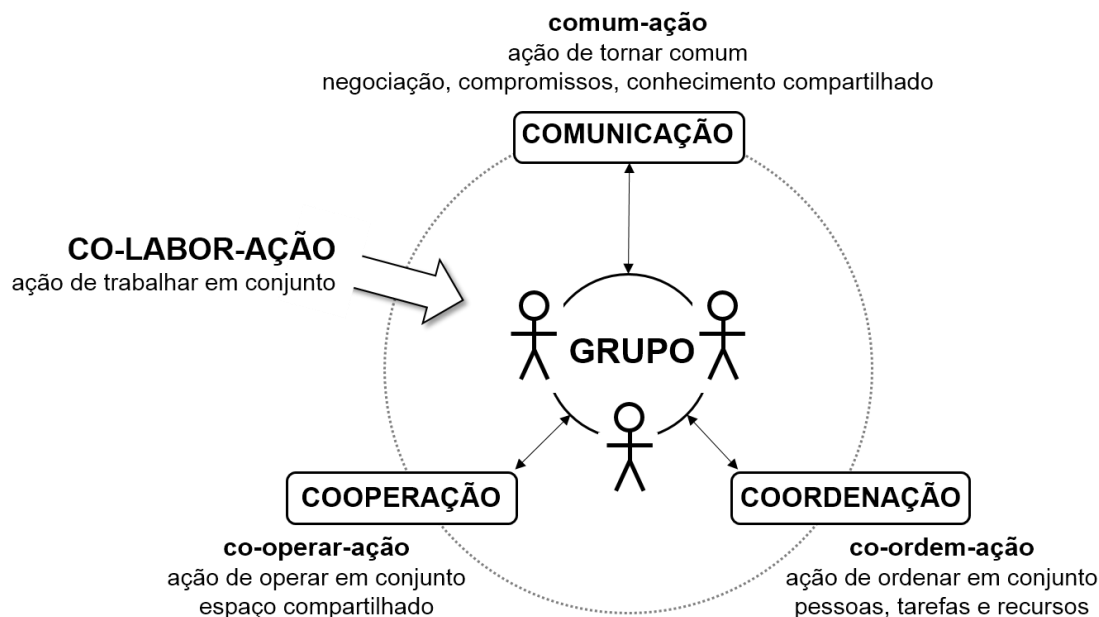 comum-ação
ação de tornar comum
negociação, compromissos, conhecimento compartilhado
COMUNICAÇÃO
CO-LABOR-AÇÃO
ação de trabalhar em conjunto
GRUPO
COOPERAÇÃO
co-operar-ação
ação de operar em conjunto
espaço compartilhado
COORDENAÇÃO
co-ordem-ação
ação de ordenar em conjunto
pessoas, tarefas e recursos